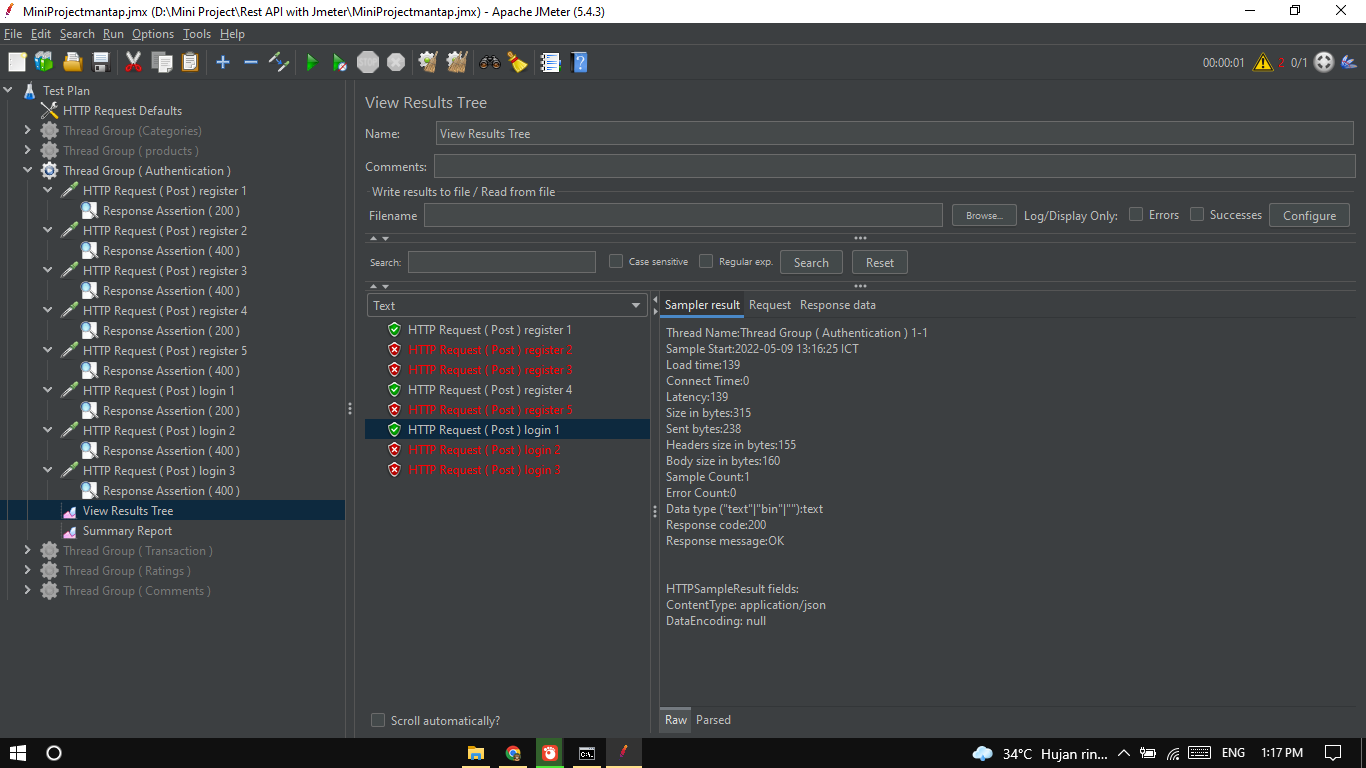 MiniProjectmantap.jmx (D:\Mini Project\Rest API with Jmeter\MiniProjectmantap.jmx) - Apache JMeter (5.4.3)
File Edit Search Run Options Tools Help
STOP
00:00:01 2 0/1
Test Plan
HTTP Request Defaults
Thread Group (Categories)
Thread Group ( products )
Thread Group ( Authentication )
HTTP Request ( Post ) register 1
Response Assertion ( 200 )
HTTP Request ( Post ) register 2
Response Assertion ( 400 )
HTTP Request ( Post ) register 3
Response Assertion ( 400 )
HTTP Request ( Post ) register 4
Response Assertion ( 200 )
HTTP Request ( Post ) register 5
Response Assertion ( 400 )
HTTP Request ( Post ) login 1
Response Assertion ( 200 )
HTTP Request ( Post ) login 2
Response Assertion ( 400 )
HTTP Request ( Post ) login 3
Response Assertion ( 400 )
View Results Tree
Summary Report
Thread Group ( Transaction )
Thread Group ( Ratings )
Thread Group ( Comments )
View Results Tree
Name: View Results Tree
Comments:
Write results to file / Read from file
Filename Browse... Log/Display Only: Errors Successes Configure
Search: Case sensitive Regular exp. Search Reset
Text
HTTP Request ( Post ) register 1
HTTP Request ( Post ) register 2
HTTP Request ( Post ) register 3
HTTP Request ( Post ) register 4
HTTP Request ( Post ) register 5
HTTP Request ( Post ) login 1
HTTP Request ( Post ) login 2
HTTP Request ( Post ) login 3
Scroll automatically?
Sampler result Request Response data
Thread Name:Thread Group ( Authentication ) 1-1
Sample Start:2022-05-09 13:16:25 ICT
Load time:139
Connect Time:0
Latency:139
Size in bytes:315
Sent bytes:238
Headers size in bytes:155
Body size in bytes:160
Sample Count:1
Error Count:0
Data type ("text"|"bin"|""):text
Response code:200
Response message:OK
HTTPSampleResult fields:
ContentType: application/json
DataEncoding: null
Raw Parsed
34°C Hujan rin... ENG 1:17 PM